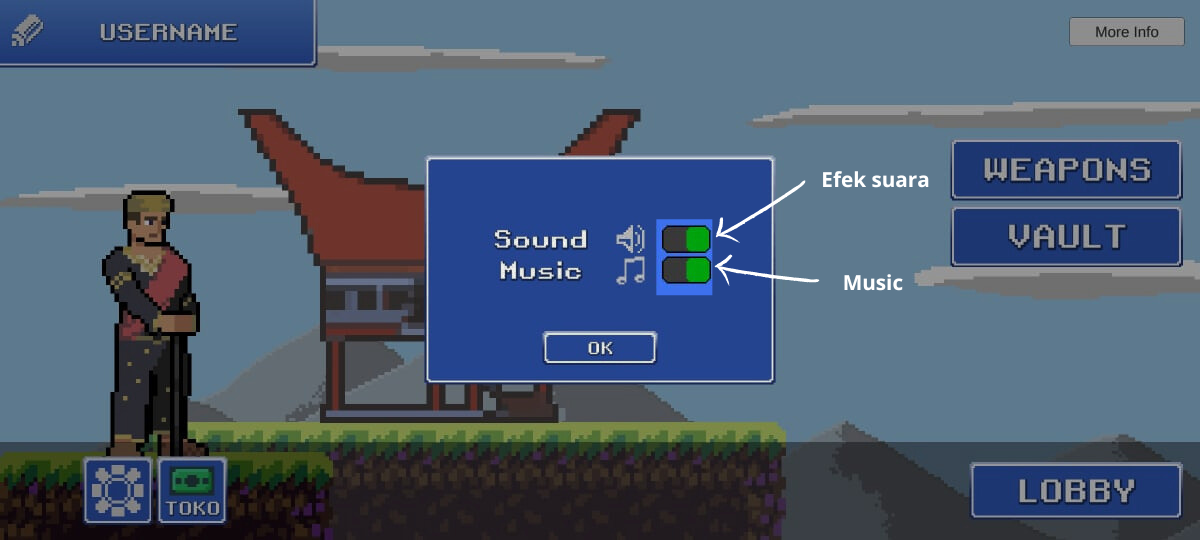 USERNAME
More Info
WEAPONS
VAULT
Efek suara
Sound
Music
Music
OK
TOKO
LOBBY